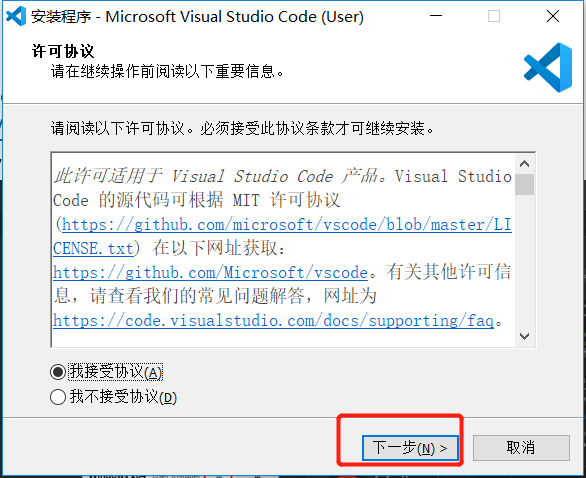 安装程序 - Microsoft Visual Studio Code (User)
许可协议
请在继续操作前阅读以下重要信息。
请阅读以下许可协议。必须接受此协议条款才可继续安装。
此许可适用于 Visual Studio Code 产品。Visual Studio
Code 的源代码可根据 MIT 许可协议
(https://github.com/microsoft/vscode/blob/master/LI
CENSE.txt) 在以下网址获取:
https://github.com/Microsoft/vscode。有关其他许可信
息，请查看我们的常见问题解答，网址为
https://code.visualstudio.com/docs/supporting/faq。
我接受协议(A)
我不接受协议(D)
下一步(N) >
取消